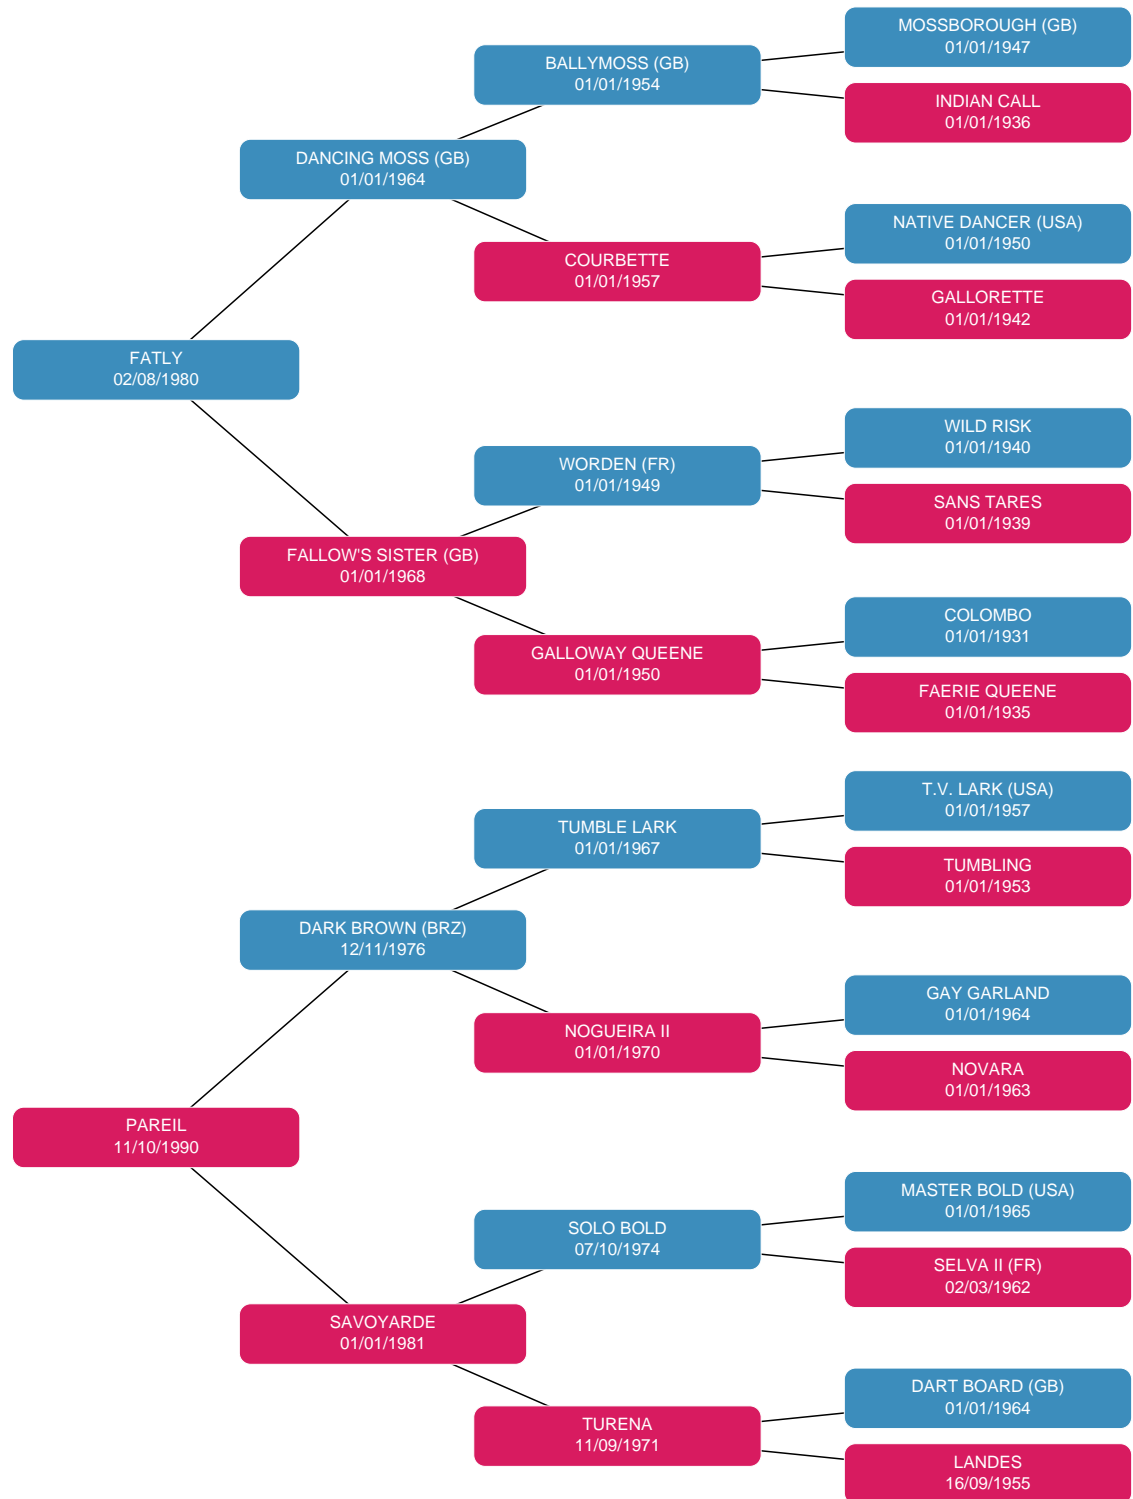 MOSSBOROUGH (GB)
01/01/1947
BALLYMOSS (GB)
01/01/1954
INDIAN CALL
01/01/1936
DANCING MOSS (GB)
01/01/1964
NATIVE DANCER (USA)
01/01/1950
COURBETTE
01/01/1957
GALLORETTE
01/01/1942
FATLY
02/08/1980
WILD RISK
01/01/1940
WORDEN (FR)
01/01/1949
SANS TARES
01/01/1939
FALLOW'S SISTER (GB)
01/01/1968
COLOMBO
01/01/1931
GALLOWAY QUEENE
01/01/1950
FAERIE QUEENE
01/01/1935
T.V. LARK (USA)
01/01/1957
TUMBLE LARK
01/01/1967
TUMBLING
01/01/1953
DARK BROWN (BRZ)
12/11/1976
GAY GARLAND
01/01/1964
NOGUEIRA II
01/01/1970
NOVARA
01/01/1963
PAREIL
11/10/1990
MASTER BOLD (USA)
01/01/1965
SOLO BOLD
07/10/1974
SELVA II (FR)
02/03/1962
SAVOYARDE
01/01/1981
DART BOARD (GB)
01/01/1964
TURENA
11/09/1971
LANDES
16/09/1955